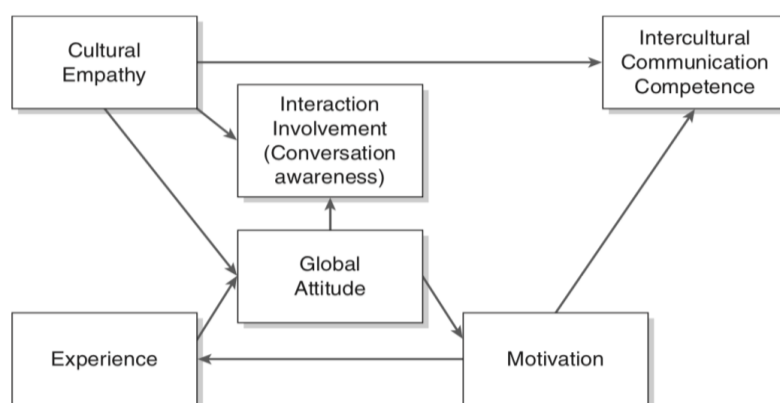 Cultural
Empathy
Intercultural
Communication
Competence
Interaction
Involvement
(Conversation
awareness)
Global
Attitude
Experience
Motivation